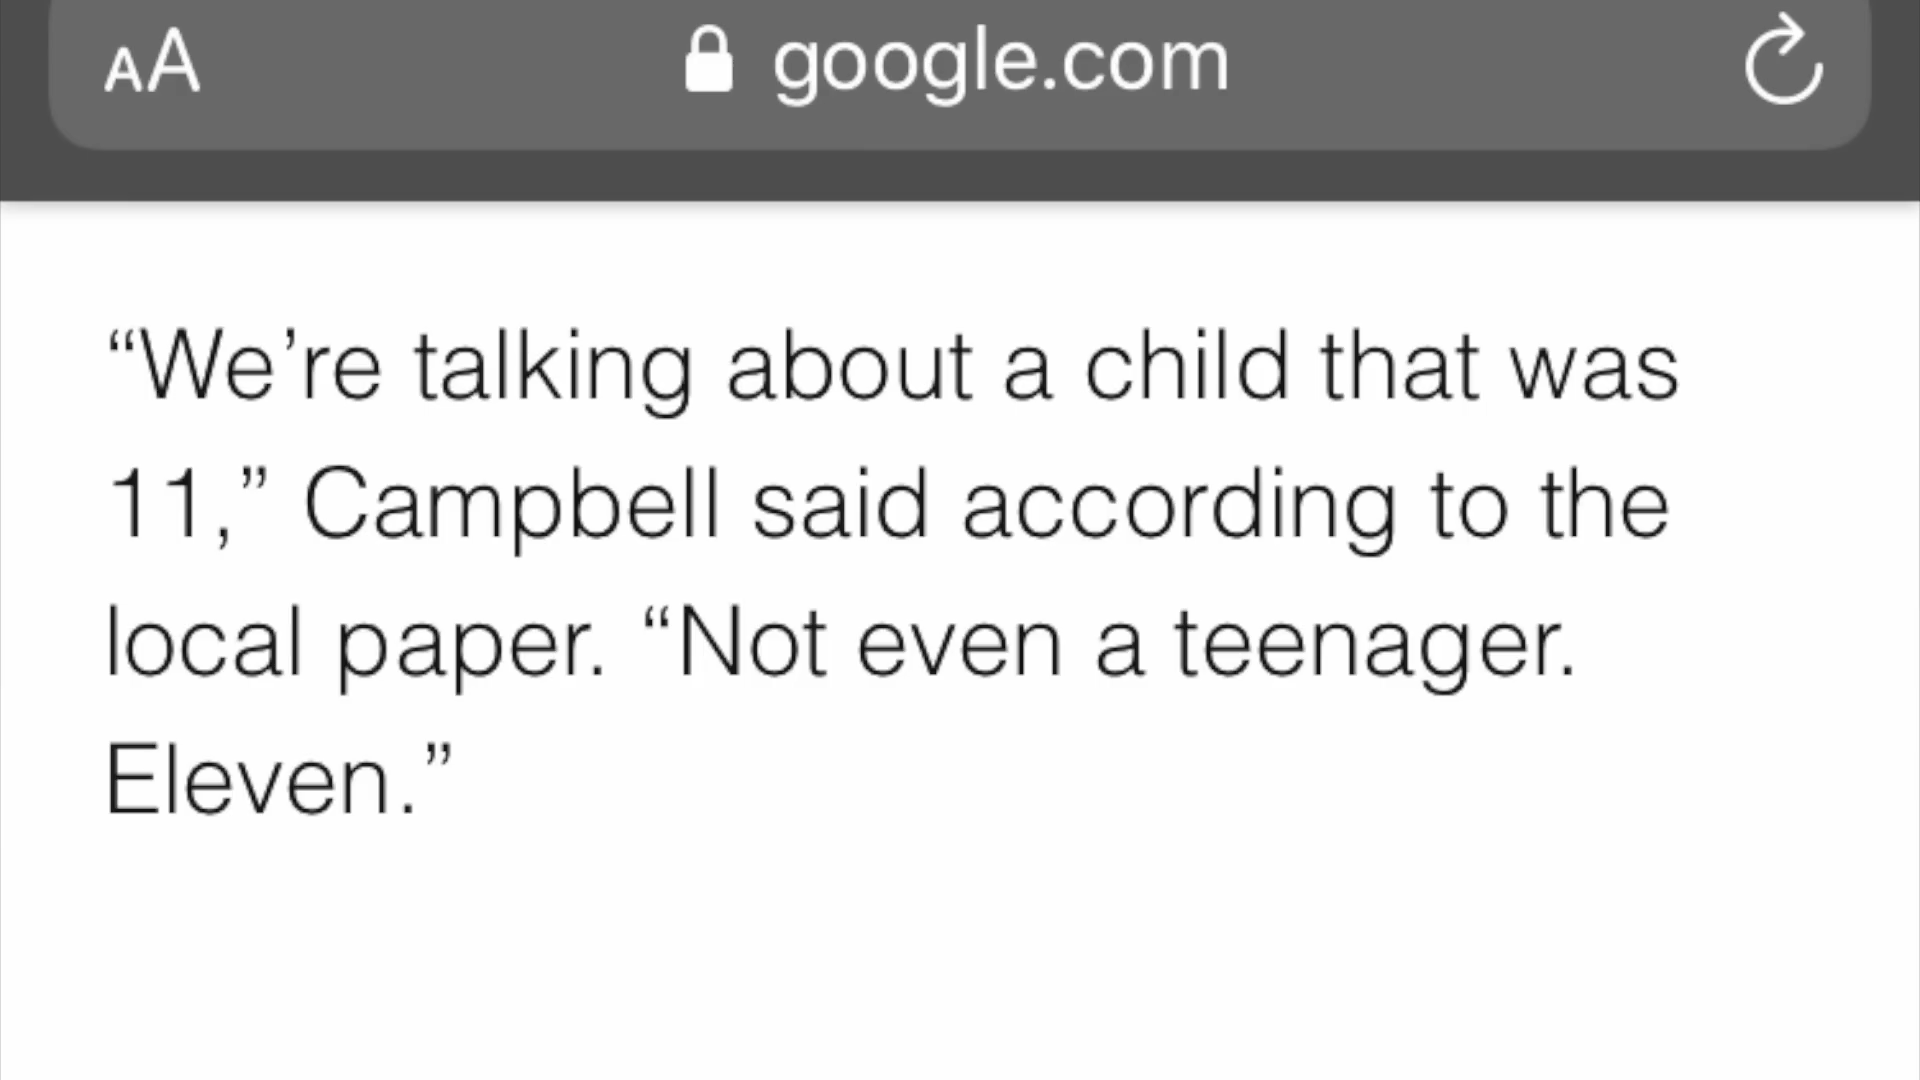 AA google.com
“We’re talking about a child that was
11,” Campbell said according to the
local paper. “Not even a teenager.
Eleven.”